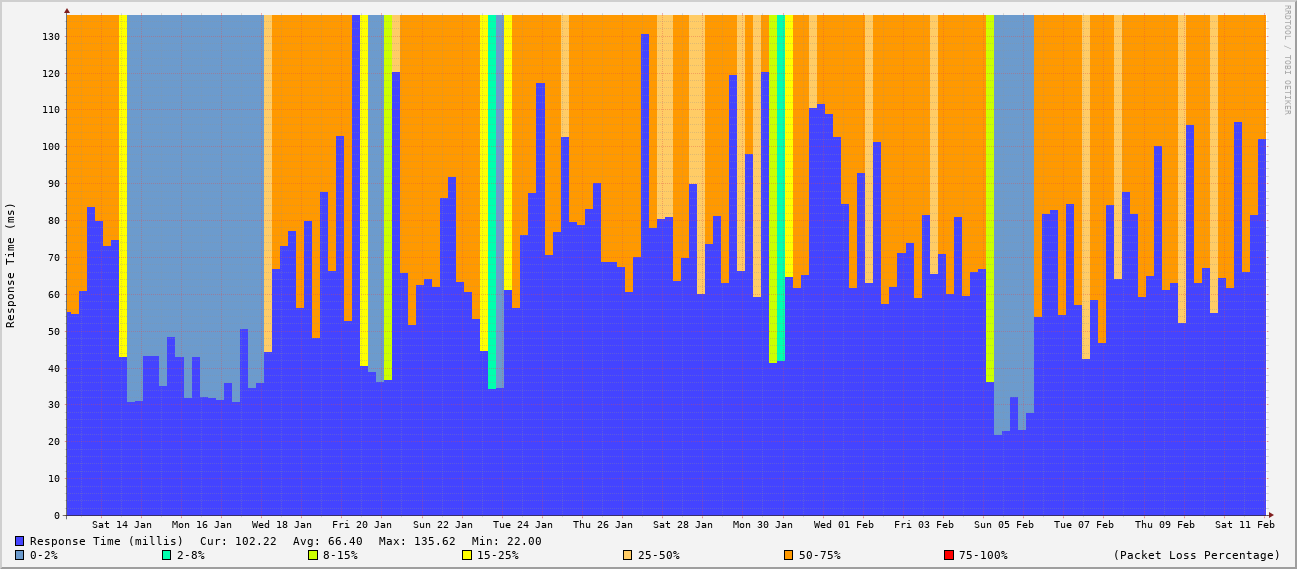 RRDTOOL / TOBI OETIKER
Response Time (ms)
130
120
110
100
90
80
70
60
50
40
30
20
10
0
Sat 14 Jan Mon 16 Jan Wed 18 Jan Fri 20 Jan Sun 22 Jan Tue 24 Jan Thu 26 Jan Sat 28 Jan Mon 30 Jan Wed 01 Feb Fri 03 Feb Sun 05 Feb Tue 07 Feb Thu 09 Feb Sat 11 Feb
Response Time (millis) Cur: 102.22 Avg: 66.40 Max: 135.62 Min: 22.00
0-2% 2-8% 8-15% 15-25% 25-50% 50-75% 75-100% (Packet Loss Percentage)